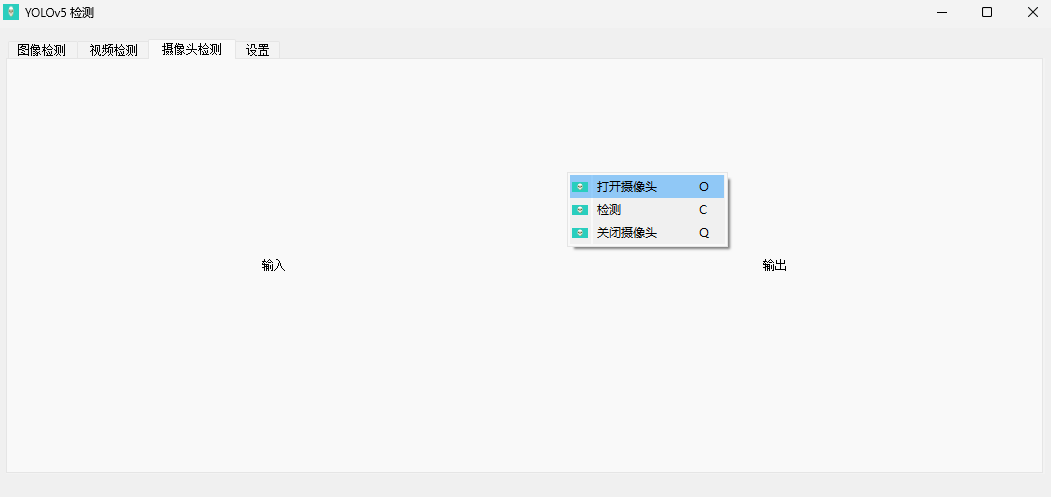 YOLOv5 检测
图像检测 视频检测 摄像头检测 设置
打开摄像头 O
检测 C
关闭摄像头 Q
输入 输出